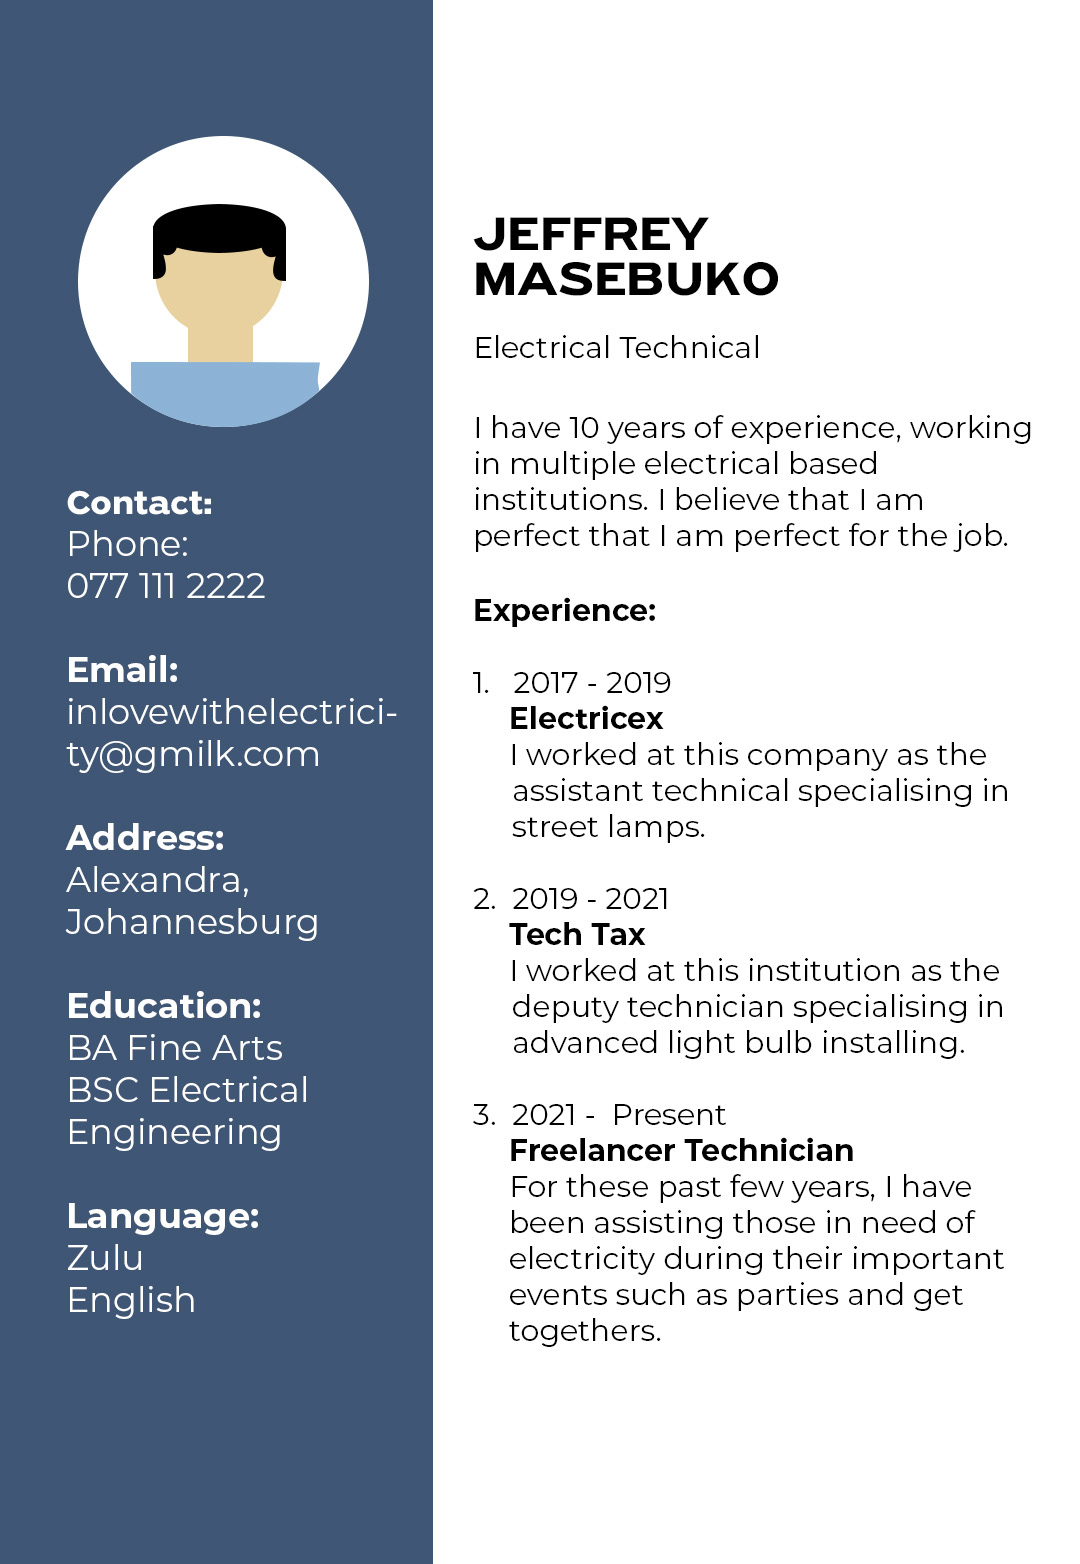 Contact:
Phone:
077 111 2222
Email:
inlovewithelectrici-
ty@gmilk.com
Address:
Alexandra,
Johannesburg
Education:
BA Fine Arts
BSC Electrical
Engineering
Language:
Zulu
English
JEFFREY
MASEBUKO
Electrical Technical
I have 10 years of experience, working
in multiple electrical based
institutions. I believe that I am
perfect that I am perfect for the job.
Experience:
1. 2017 - 2019
Electricex
I worked at this company as the
assistant technical specialising in
street lamps.
2. 2019 - 2021
Tech Tax
I worked at this institution as the
deputy technician specialising in
advanced light bulb installing.
3. 2021 - Present
Freelancer Technician
For these past few years, I have
been assisting those in need of
electricity during their important
events such as parties and get
togethers.